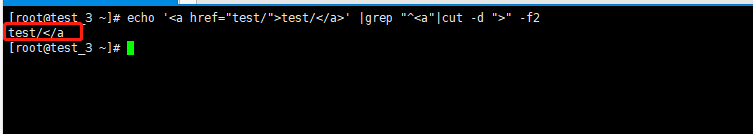 [root@test_3 ~]# echo '<a href="test/">test/</a>' |grep "^<a"|cut -d ">" -f2
test/</a
[root@test_3 ~]#